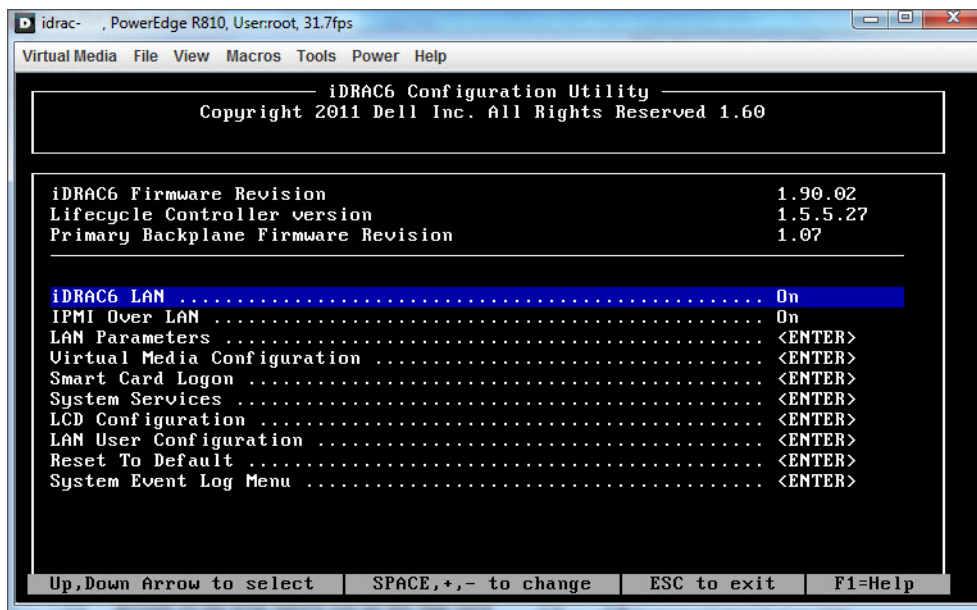 idrac- , PowerEdge R810, User:root, 31.7fps
Virtual Media File View Macros Tools Power Help
iDRAC6 Configuration Utility
Copyright 2011 Dell Inc. All Rights Reserved 1.60
iDRAC6 Firmware Revision 1.90.02
Lifecycle Controller version 1.5.5.27
Primary Backplane Firmware Revision 1.07
iDRAC6 LAN .................................................. On
IPMI Over LAN ............................................... On
LAN Parameters .............................................. <ENTER>
Virtual Media Configuration ................................. <ENTER>
Smart Card Logon ............................................ <ENTER>
System Services ............................................. <ENTER>
LCD Configuration ........................................... <ENTER>
LAN User Configuration ...................................... <ENTER>
Reset To Default ............................................ <ENTER>
System Event Log Menu ....................................... <ENTER>
Up,Down Arrow to select SPACE,+,- to change ESC to exit F1=Help